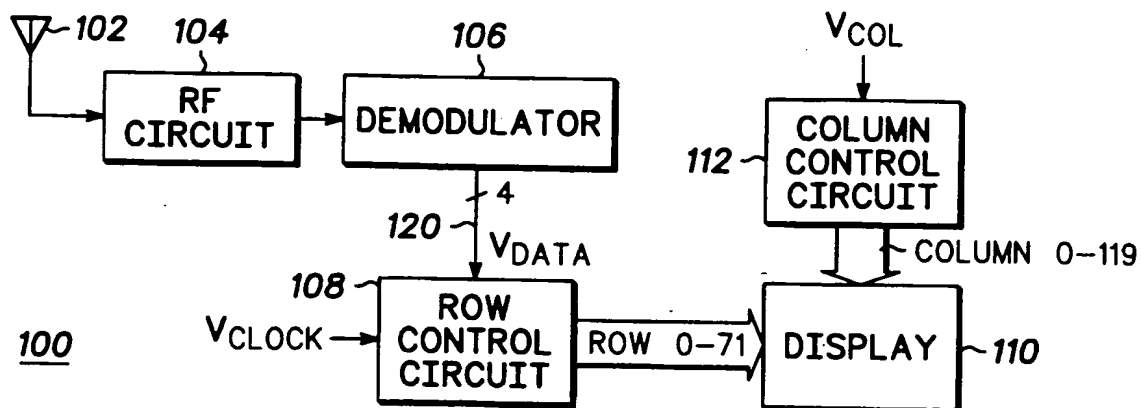 102
104
RF
CIRCUIT
106
DEMODULATOR
4
120
VDATA
VCOL
112
COLUMN
CONTROL
CIRCUIT
COLUMN 0-119
108
VCLOCK
ROW
CONTROL
CIRCUIT
ROW 0-71
DISPLAY
110
100